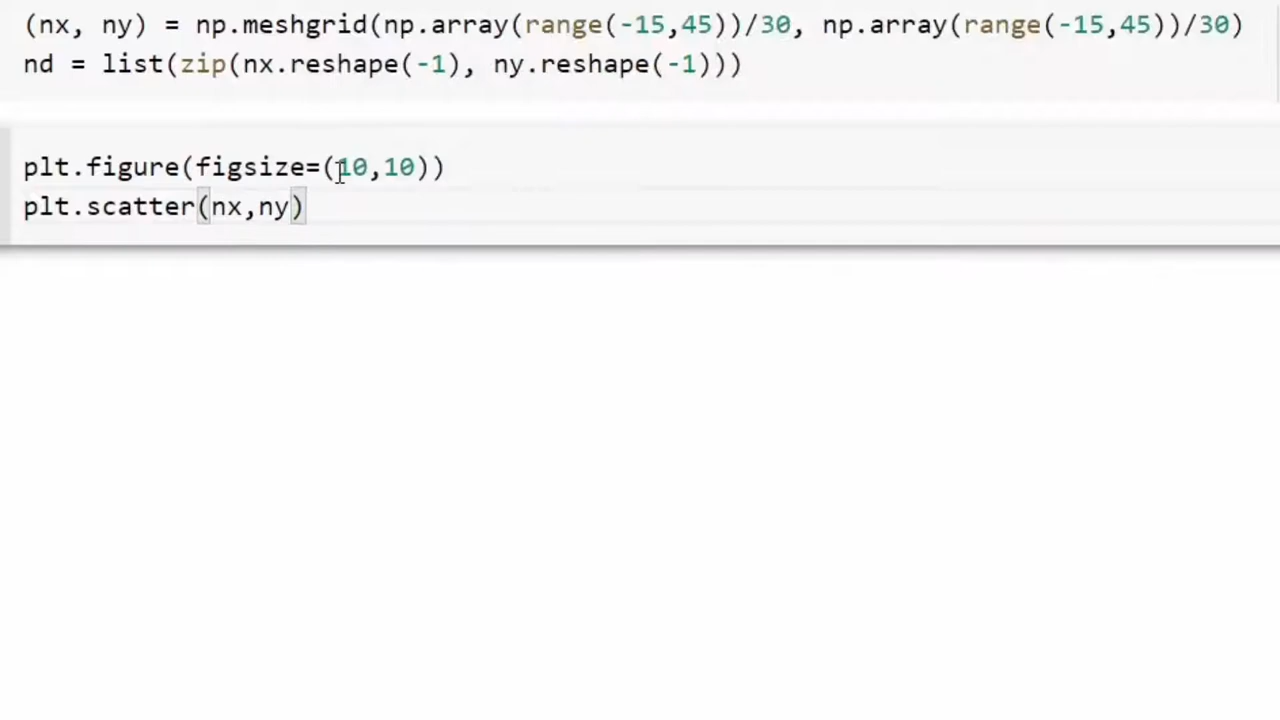 (nx, ny) = np.meshgrid(np.array(range(-15,45))/30, np.array(range(-15,45))/30)
nd = list(zip(nx.reshape(-1), ny.reshape(-1)))
plt.figure(figsize=(10,10))
plt.scatter(nx,ny)